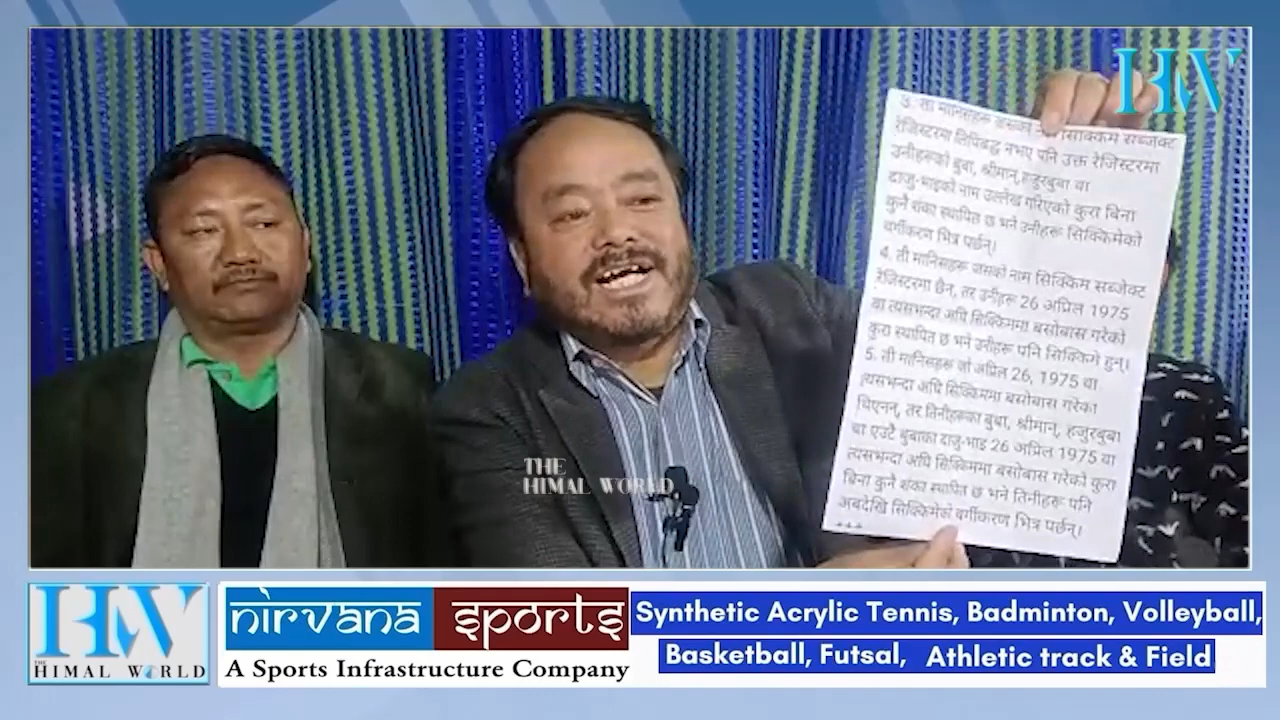 HW
३. ती मानिसहरू जसको सिक्किम सब्जेक्ट
रेजिस्टरमा लिपिबद्ध नभए पनि उक्त रेजिस्टरमा
उनीहरूको बुबा, श्रीमान्, हजुरबुबा वा
दाजु-भाइको नाम उल्लेख गरिएको कुरा बिना
कुनै शंका स्थापित छ भने उनीहरू सिक्किमेको
वर्गीकरण भित्र पर्छन्।
4. ती मानिसहरू जसको नाम सिक्किम सब्जेक्ट
रेजिस्टरमा छैन, तर उनीहरू 26 अप्रिल 1975
वा त्यसभन्दा अघि सिक्किममा बसोबास गरेको
कुरा स्थापित छ भने उनीहरू पनि सिक्किमे हुन्।
5. ती मानिसहरू जो अप्रिल 26, 1975 वा
त्यसभन्दा अघि सिक्किममा बसोबास गरेका
थिएनन्, तर तिनीहरूका बुबा, श्रीमान्, हजुरबुबा
वा एउटै बुबाका दाजु-भाइ 26 अप्रिल 1975 वा
त्यसभन्दा अघि सिक्किममा बसोबास गरेको कुरा
बिना कुनै शंका स्थापित छ भने तिनीहरू पनि
अबदेखि सिक्किमेको वर्गीकरण भित्र पर्छन्।
+++
THE
HIMAL WORLD
HW
THE
HIMAL WORLD
nirvana sports
A Sports Infrastructure Company
Synthetic Acrylic Tennis, Badminton, Volleyball,
Basketball, Futsal, Athletic track & Field